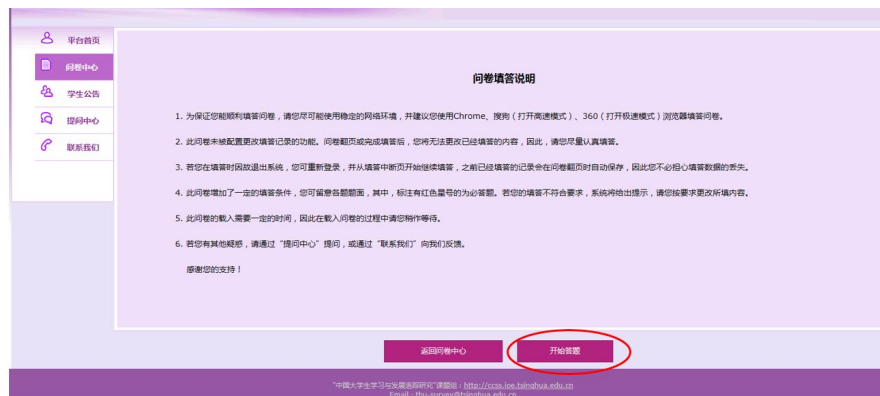 平台首页
问卷中心
学生公告
提问中心
联系我们
问卷填答说明
1. 为保证您能顺利填答问卷，请您尽可能使用稳定的网络环境，并建议您使用Chrome、搜狗（打开高速模式）、360（打开极速模式）浏览器填答问卷。
2. 此问卷未被配置更改填答记录的功能。问卷翻页或完成填答后，您将无法更改已经填答的内容，因此，请您尽量认真填答。
3. 若您在填答时因故退出系统，您可重新登录，并从填答中断页开始继续填答，之前已经填答的记录会在问卷翻页时自动保存，因此您不必担心填答数据的丢失。
4. 此问卷增加了一定的填答条件，您可留意各题题面，其中，标注有红色星号的为必答题。若您的填答不符合要求，系统将给出提示，请您按要求更改所填内容。
5. 此问卷的载入需要一定的时间，因此在载入问卷的过程中请您稍作等待。
6. 若您有其他疑惑，请通过“提问中心”提问，或通过“联系我们”向我们反馈。
感谢您的支持！
返回问卷中心
开始答题
“中国大学生学习与发展追踪研究”课题组：http://ccss.ioe.tsinghua.edu.cn
Email：thu-survey@tsinghua.edu.cn